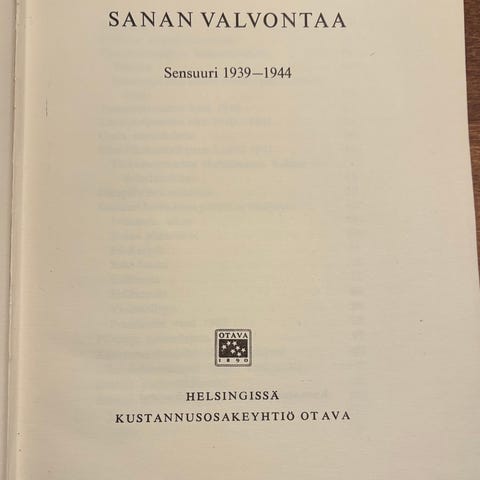 SANAN VALVONTAA
Sensuuri 1939—1944
OTAVA
1890
HELSINGISSÄ
KUSTANNUSOSAKEYHTIÖ OTAVA